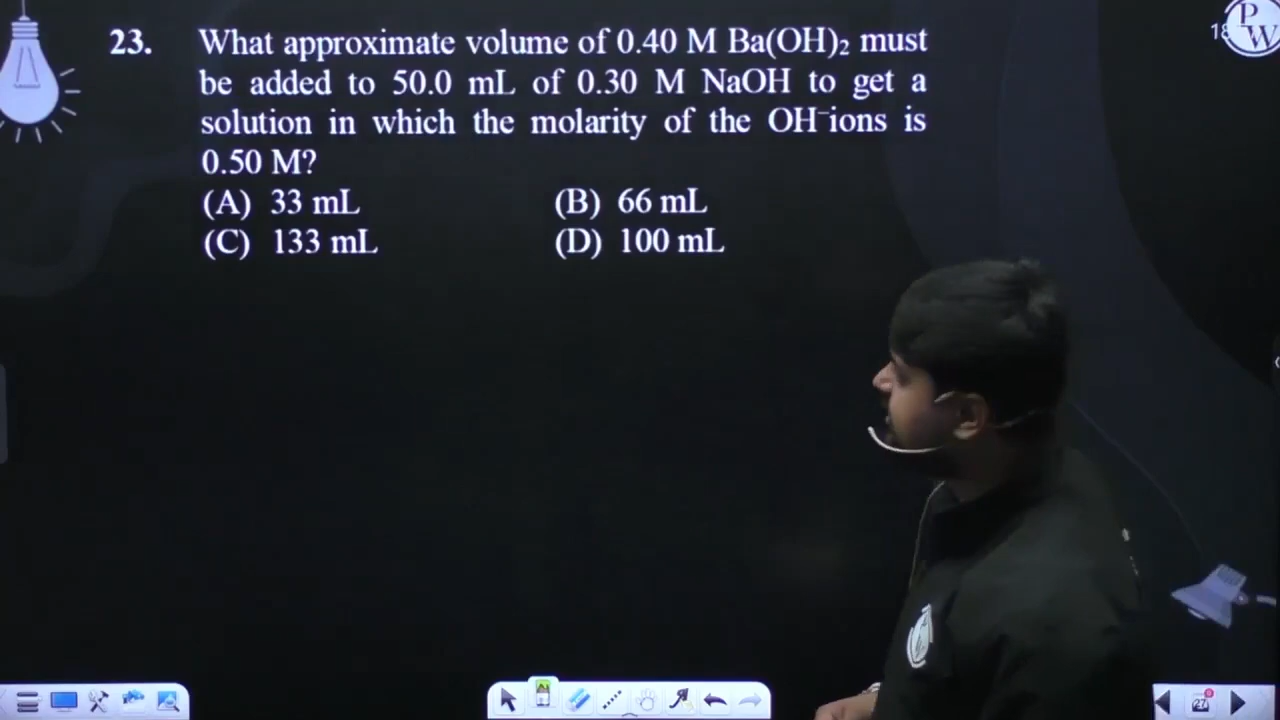 23. What approximate volume of 0.40 M Ba(OH)₂ must
be added to 50.0 mL of 0.30 M NaOH to get a
solution in which the molarity of the OH⁻ions is
0.50 M?
(A) 33 mL (B) 66 mL
(C) 133 mL (D) 100 mL
P
W
27